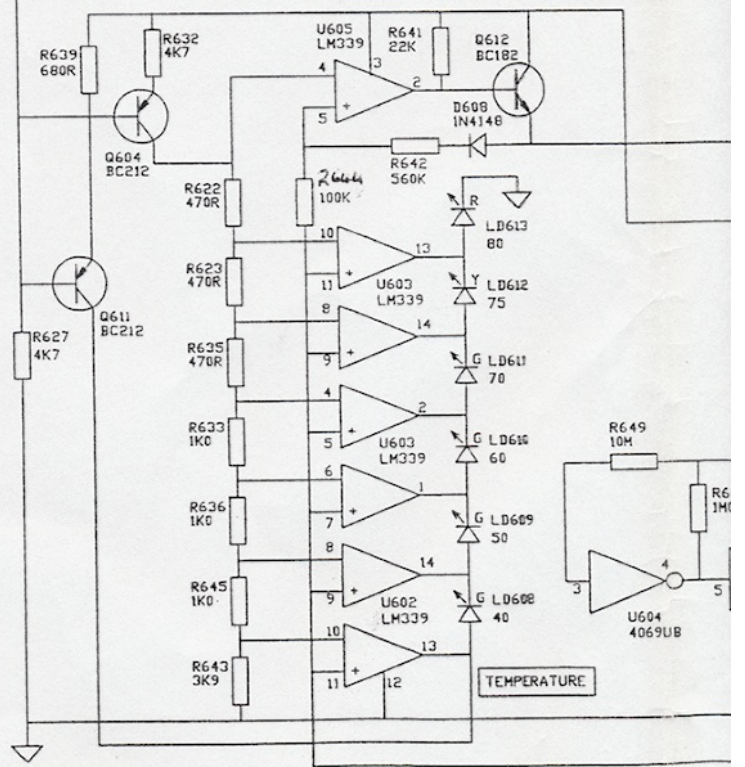 R639
680R
R632
4K7
U605
LM339
R641
22K
Q612
BC182
4
3
2
5
D608
1N4148
R642
560K
Q604
BC212
R622
470R
100K
R
LD613
80
10
13
11
U603
LM339
R623
470R
Y LD612
75
Q611
BC212
8
14
9
R627
4K7
R635
470R
G LD611
70
4
2
5
U603
LM339
R633
1K0
G LD610
60
R649
10M
6
1
7
R636
1K0
G LD609
50
1M0
8
14
9
U602
LM339
R645
1K0
G LD608
40
3
4
5
U604
4069UB
10
13
11
12
R643
3K9
TEMPERATURE